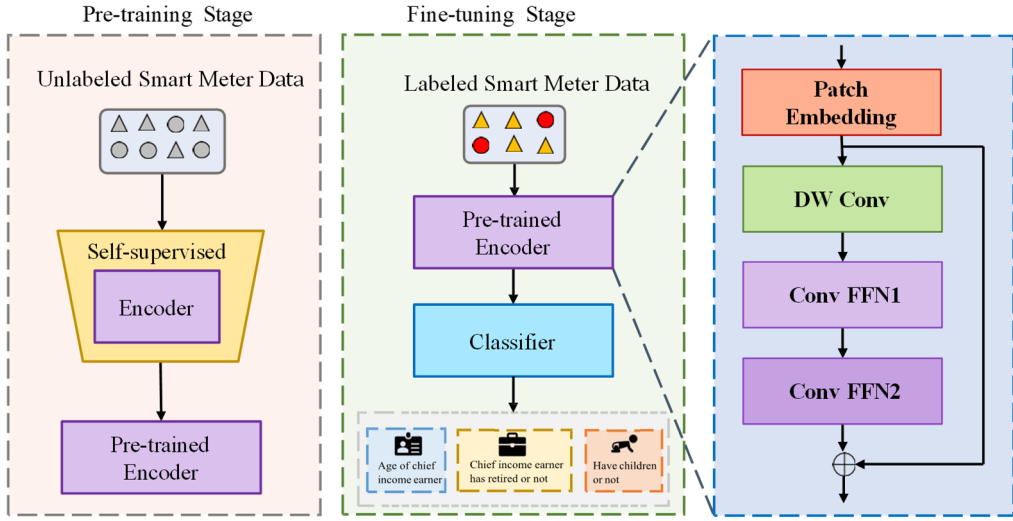 Pre-training Stage
Unlabeled Smart Meter Data
Self-supervised
Encoder
Pre-trained
Encoder
Fine-tuning Stage
Labeled Smart Meter Data
Pre-trained
Encoder
Classifier
Age of chief
income earner
Chief income earner
has retired or not
Have children
or not
Patch
Embedding
DW Conv
Conv FFN1
Conv FFN2